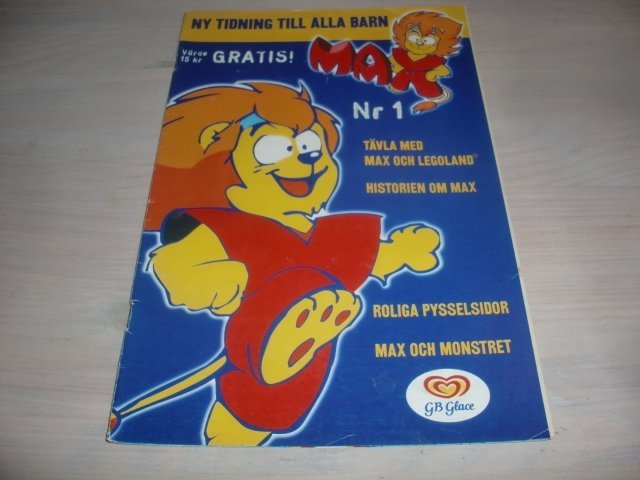 NY TIDNING TILL ALLA BARN
Värde
15 kr
GRATIS!
MAX
Nr 1
TÄVLA MED
MAX OCH LEGOLAND®
HISTORIEN OM MAX
ROLIGA PYSSELSIDOR
MAX OCH MONSTRET
GB Glace